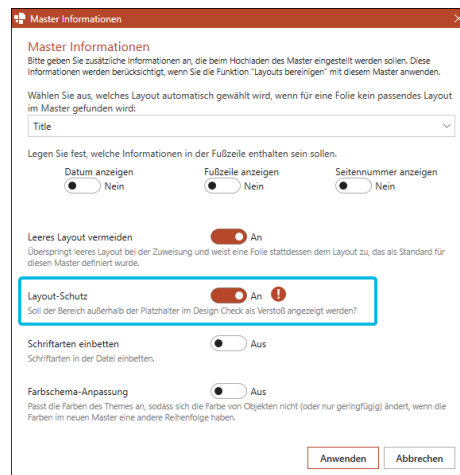 Master Informationen
Master Informationen
Bitte geben Sie zusätzliche Informationen an, die beim Hochladen des Master eingestellt werden sollen. Diese
Informationen werden berücksichtigt, wenn Sie die Funktion "Layouts bereinigen" mit diesem Master anwenden.
Wählen Sie aus, welches Layout automatisch gewählt wird, wenn für eine Folie kein passendes Layout
im Master gefunden wird:
Title
Legen Sie fest, welche Informationen in der Fußzeile enthalten sein sollen.
Datum anzeigen Fußzeile anzeigen Seitennummer anzeigen
Nein Nein Nein
Leeres Layout vermeiden An
Überspringt leeres Layout bei der Zuweisung und weist eine Folie stattdessen dem Layout zu, das als Standard für
diesen Master definiert wurde.
Layout-Schutz An !
Soll der Bereich außerhalb der Platzhalter im Design Check als Verstoß angezeigt werden?
Schriftarten einbetten Aus
Schriftarten in der Datei einbetten.
Farbschema-Anpassung Aus
Passt die Farben des Themes an, sodass sich die Farbe von Objekten nicht (oder nur geringfügig) ändert, wenn die
Farben im neuen Master eine andere Reihenfolge haben.
Anwenden Abbrechen